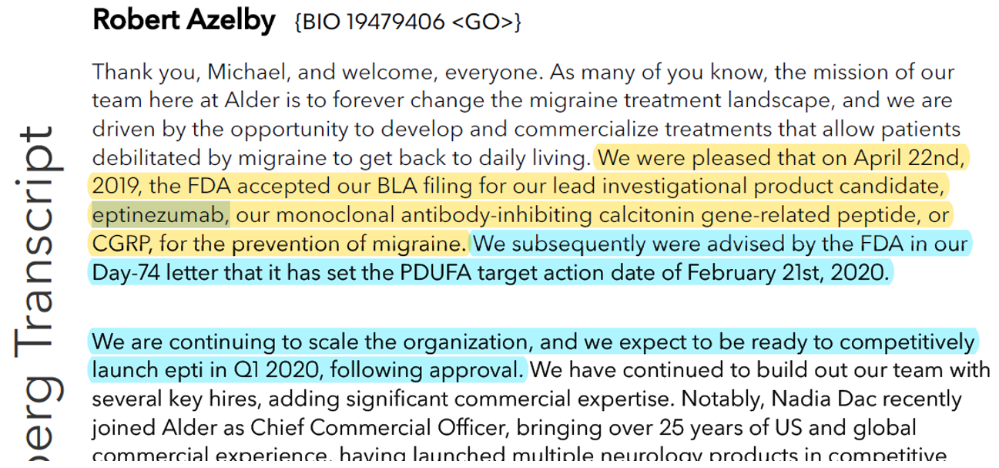 Robert Azelby {BIO 19479406 <GO>}
Thank you, Michael, and welcome, everyone. As many of you know, the mission of our
team here at Alder is to forever change the migraine treatment landscape, and we are
driven by the opportunity to develop and commercialize treatments that allow patients
debilitated by migraine to get back to daily living. We were pleased that on April 22nd,
2019, the FDA accepted our BLA filing for our lead investigational product candidate,
eptinezumab, our monoclonal antibody-inhibiting calcitonin gene-related peptide, or
CGRP, for the prevention of migraine. We subsequently were advised by the FDA in our
Day-74 letter that it has set the PDUFA target action date of February 21st, 2020.
We are continuing to scale the organization, and we expect to be ready to competitively
launch epti in Q1 2020, following approval. We have continued to build out our team with
several key hires, adding significant commercial expertise. Notably, Nadia Dac recently
joined Alder as Chief Commercial Officer, bringing over 25 years of US and global
commercial experience, having launched multiple neurology products in competitive
berg Transcript